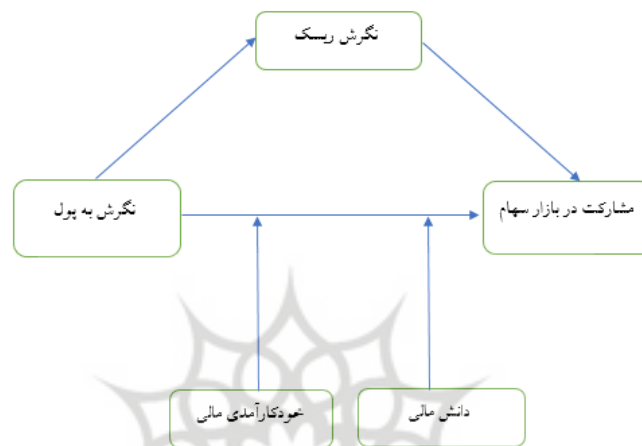 نگرش ریسک
نگرش به پول
مشارکت در بازار سهام
خودکارآمدی مالی
دانش مالی